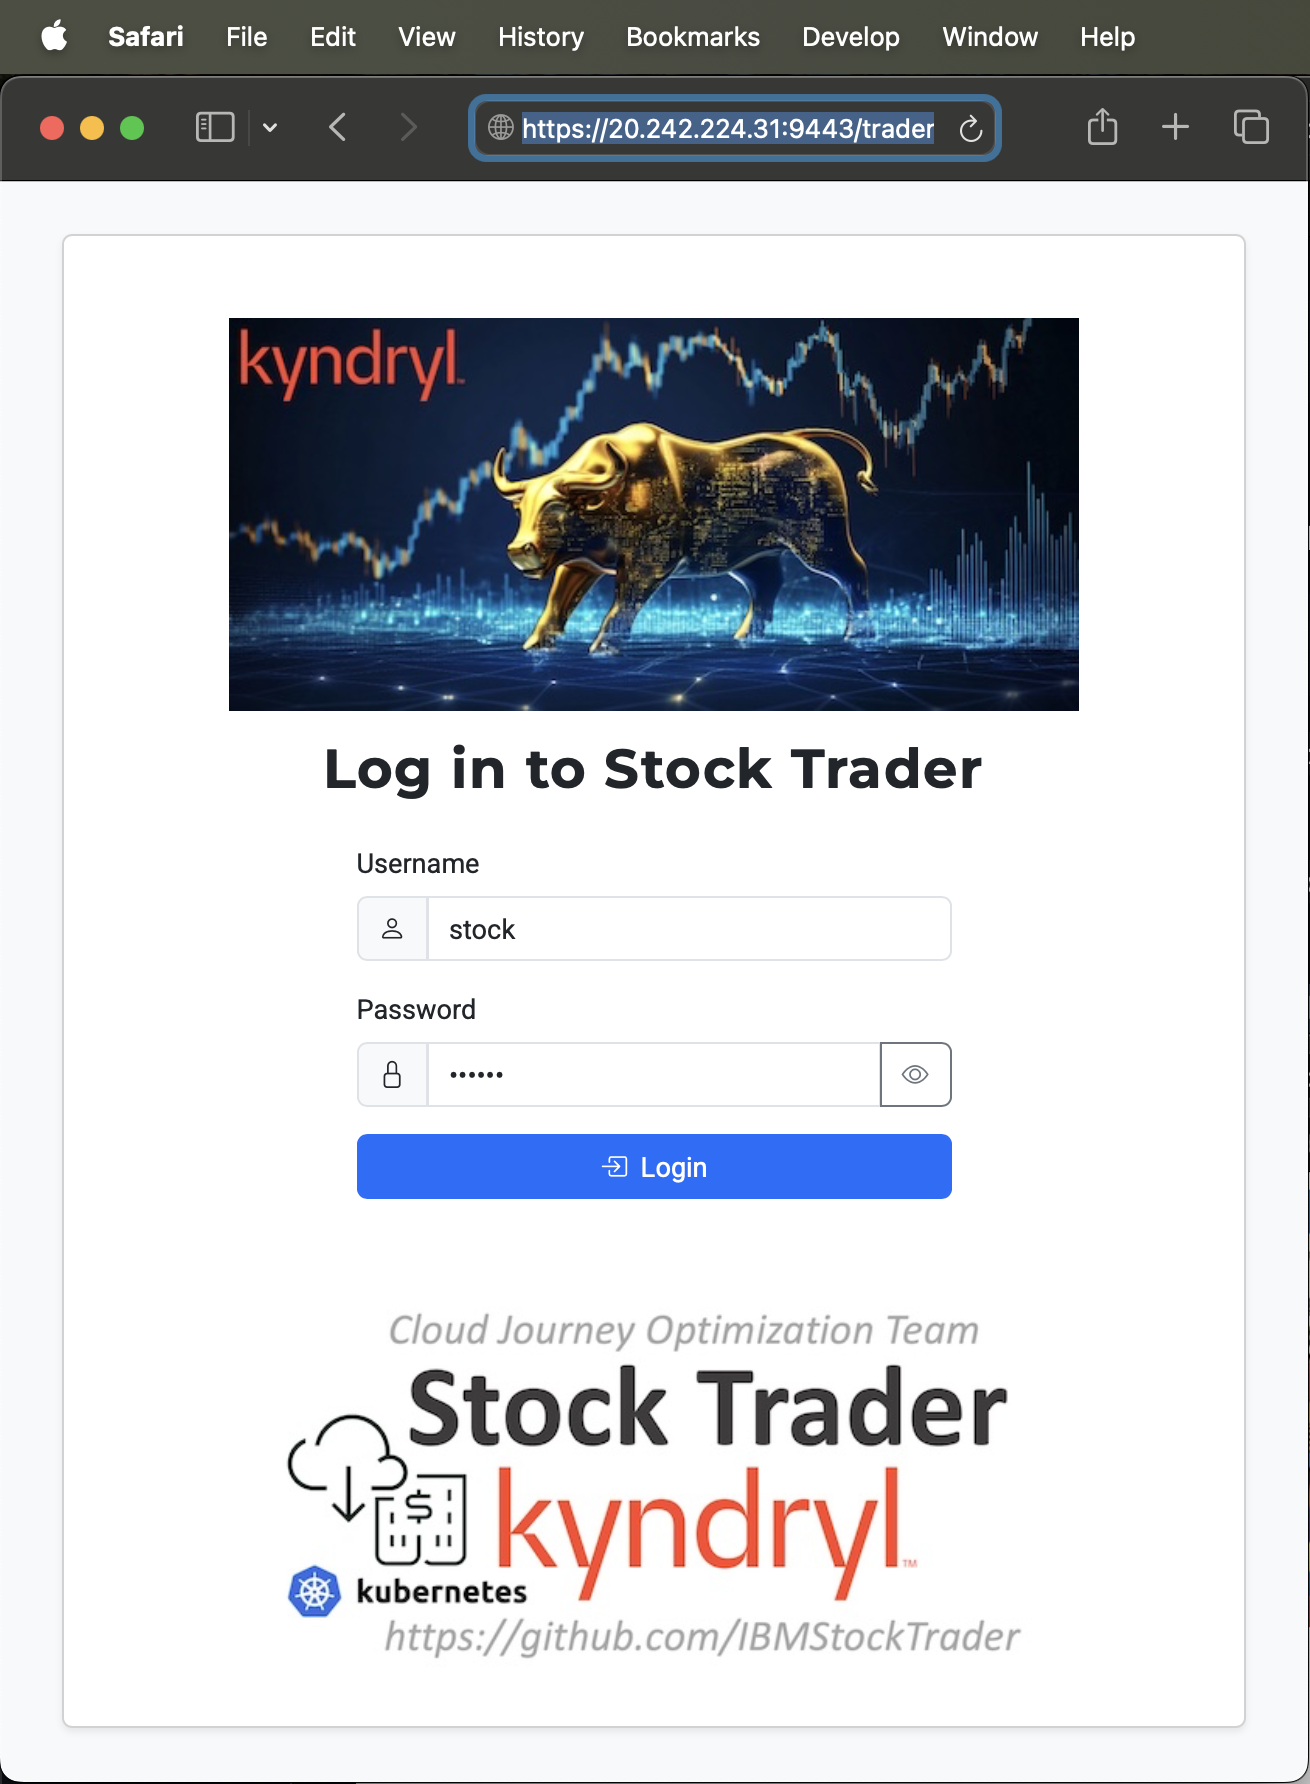 Safari File Edit View History Bookmarks Develop Window Help
https://20.242.224.31:9443/trader
kyndryl
Log in to Stock Trader
Username
stock
Password
••••••
Login
Cloud Journey Optimization Team
Stock Trader
$
kyndryl™
kubernetes
https://github.com/IBMStockTrader